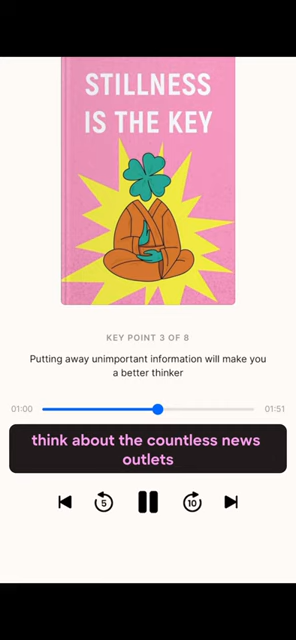 STILLNESS
IS THE KEY
KEY POINT 3 OF 8
Putting away unimportant information will make you
a better thinker
01:00
01:51
think about the countless news
outlets
5
10